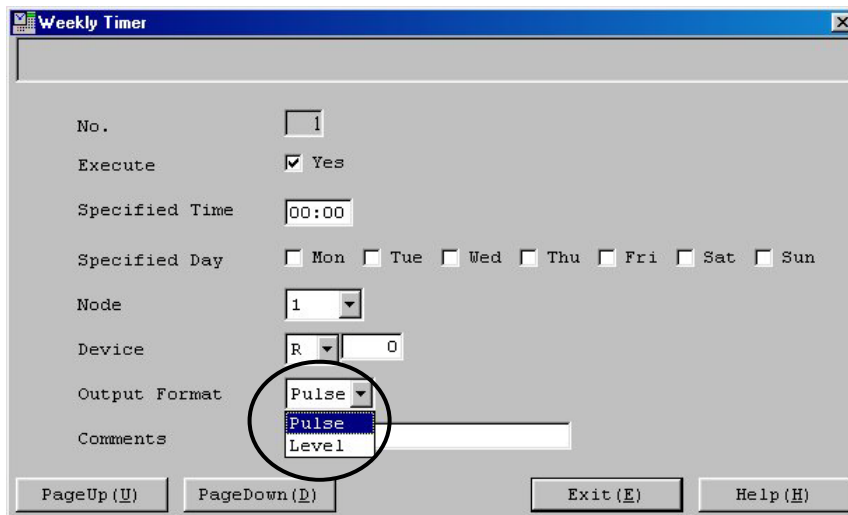 Weekly Timer
No. 1
Execute Yes
Specified Time 00:00
Specified Day Mon Tue Wed Thu Fri Sat Sun
Node 1
Device R 0
Output Format Pulse
Pulse
Comments
Level
PageUp(U) PageDown(D) Exit(E) Help(H)